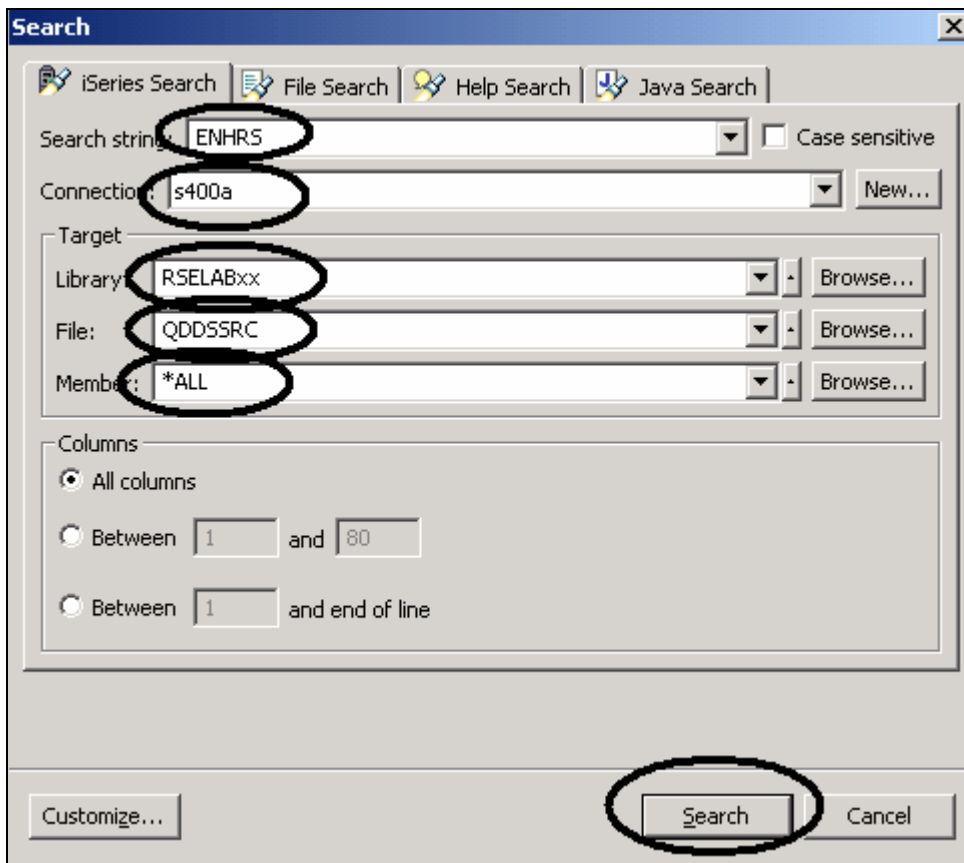 Search
iSeries Search File Search Help Search Java Search
Search string: ENHRS Case sensitive
Connection: s400a New...
Target
Library: RSELABxx Browse...
File: QDDSSRC Browse...
Member: *ALL Browse...
Columns
All columns
Between 1 and 80
Between 1 and end of line
Customize... Search Cancel